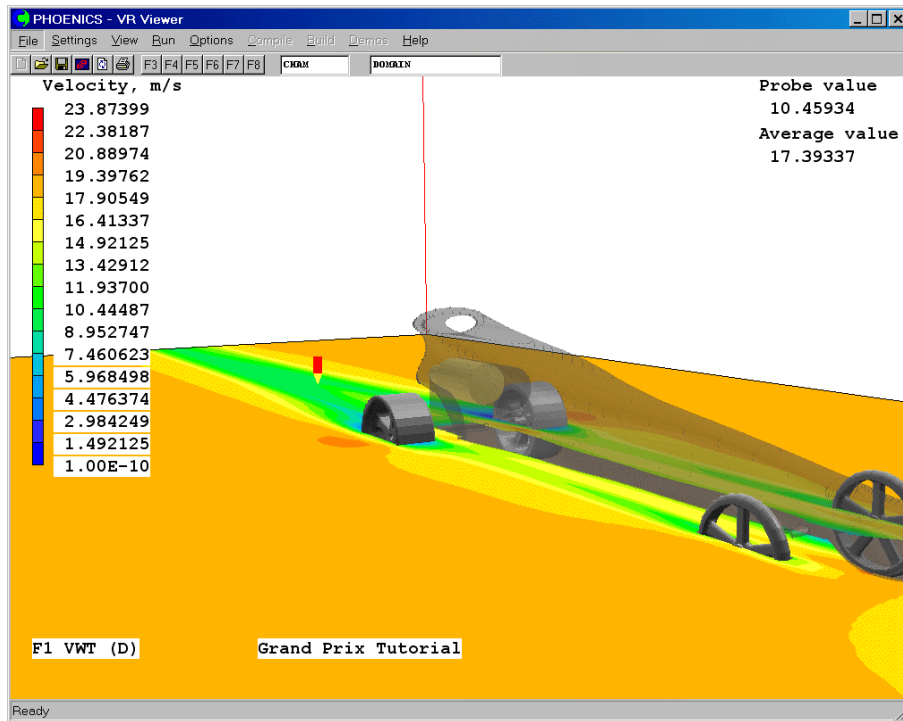 PHOENICS - VR Viewer
File Settings View Run Options Compile Build Demos Help
F3 F4 F5 F6 F7 F8 CHAM DOMAIN
Velocity, m/s
23.87399
22.38187
20.88974
19.39762
17.90549
16.41337
14.92125
13.42912
11.93700
10.44487
8.952747
7.460623
5.968498
4.476374
2.984249
1.492125
1.00E-10
Probe value
10.45934
Average value
17.39337
F1 VWT (D) Grand Prix Tutorial
Ready